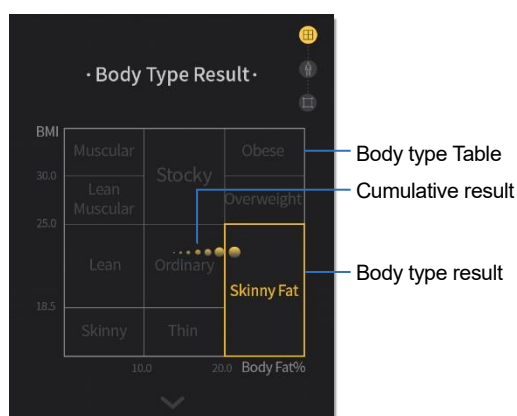 · Body Type Result ·
BMI
Muscular
Obese
Body type Table
30.0
Stocky
Lean
Muscular
Overweight
Cumulative result
25.0
Lean
Ordinary
Skinny Fat
Body type result
18.5
Skinny
Thin
10.0
20.0
Body Fat%